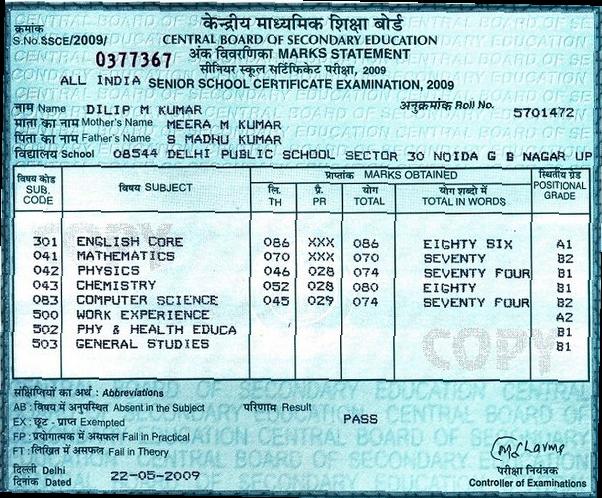 केन्द्रीय माध्यमिक शिक्षा बोर्ड
क्रमांक
S.No.SSCE/2009/ CENTRAL BOARD OF SECONDARY EDUCATION
0377367 अंक विवरणिका MARKS STATEMENT
सीनियर स्कूल सर्टिफिकेट परीक्षा, 2009
ALL INDIA SENIOR SCHOOL CERTIFICATE EXAMINATION, 2009
नाम Name DILIP M KUMAR अनुक्रमांक Roll No. 5701472
माता का नाम Mother's Name MEERA M KUMAR
पिता का नाम Father's Name S MADHU KUMAR
विद्यालय School 08544 DELHI PUBLIC SCHOOL SECTOR 30 NOIDA G B NAGAR UP
विषय कोड SUB. CODE विषय SUBJECT प्राप्तांक MARKS OBTAINED स्थितीय ग्रेड POSITIONAL GRADE
लि. TH प्रै. PR योग TOTAL योग शब्दो में TOTAL IN WORDS
301 ENGLISH CORE 086 XXX 086 EIGHTY SIX A1
041 MATHEMATICS 070 XXX 070 SEVENTY B2
042 PHYSICS 046 028 074 SEVENTY FOUR B1
043 CHEMISTRY 052 028 080 EIGHTY B1
083 COMPUTER SCIENCE 045 029 074 SEVENTY FOUR B2
500 WORK EXPERIENCE A2
502 PHY & HEALTH EDUCA B1
503 GENERAL STUDIES B1
COPY
संक्षिप्तियों का अर्थ : Abbreviations
AB : विषय में अनुपस्थित Absent in the Subject परिणाम Result PASS
EX : छूट - प्राप्त Exempted
FP : प्रयोगात्मक में असफल Fail in Practical
FT : लिखित में असफल Fail in Theory
दिल्ली Delhi
दिनांक Dated 22-05-2009
परीक्षा नियंत्रक
Controller of Examinations